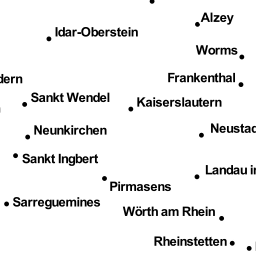 Alzey
Idar-Oberstein
Worms
dern
Frankenthal
Sankt Wendel
Kaiserslautern
Neunkirchen
Neustad
Sankt Ingbert
Landau i
Pirmasens
Sarreguemines
Wörth am Rhein
Rheinstetten